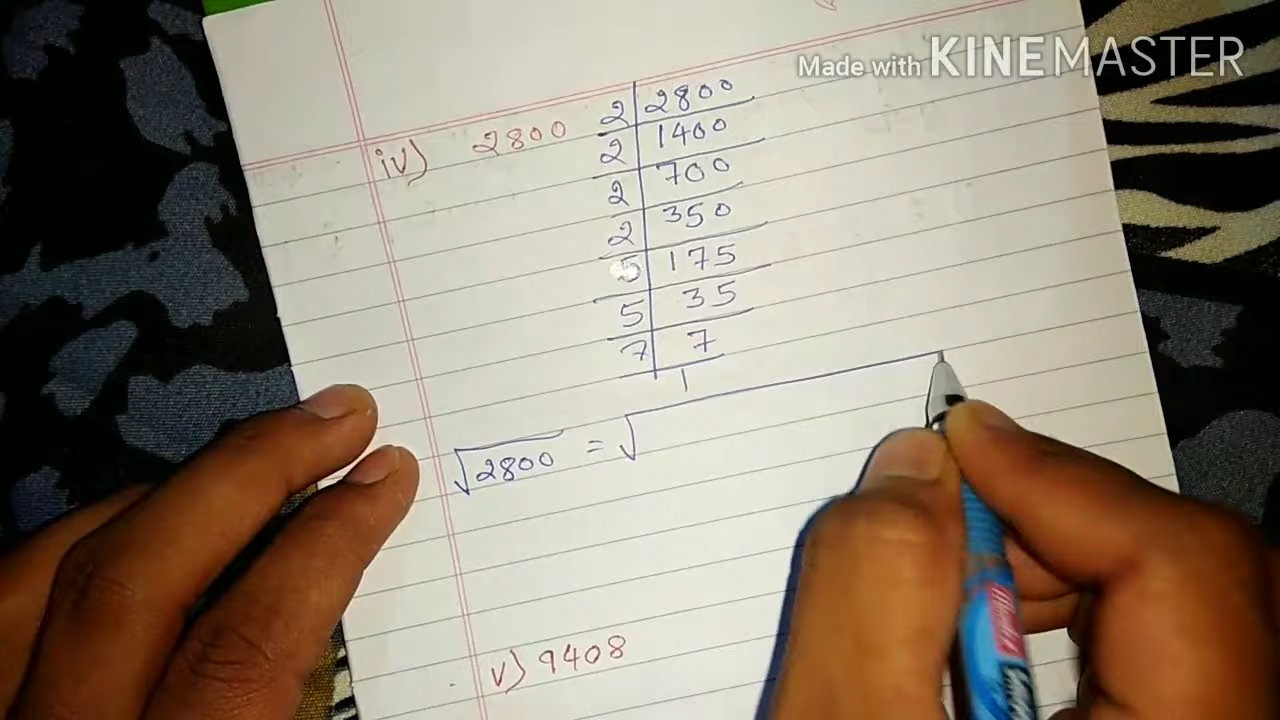 Made with KINEMASTER
iv) 2800
2 | 2800
2 | 1400
2 | 700
2 | 350
5 | 175
5 | 35
7 | 7
1
√2800 = √
v) 9408